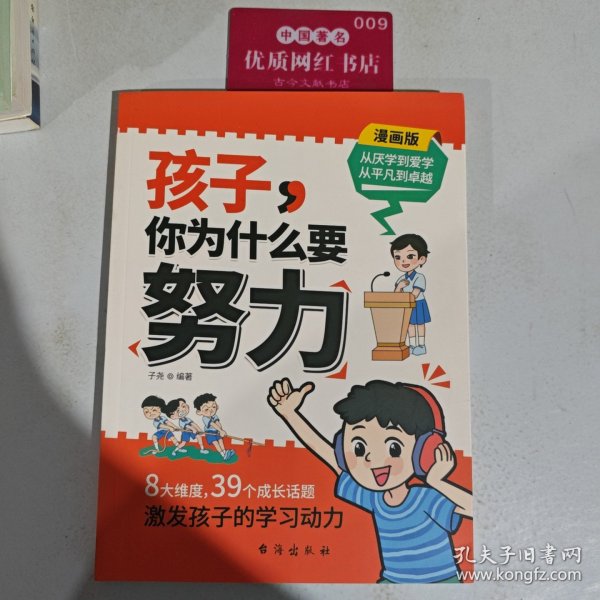 009
中国著名
优质网红书店
古今文献书店
漫画版
从厌学到爱学
从平凡到卓越
孩子，
你为什么要
努力
子尧◎编著
8大维度，39个成长话题
激发孩子的学习动力
台海出版社
孔夫子旧书网
www.kongfz.com